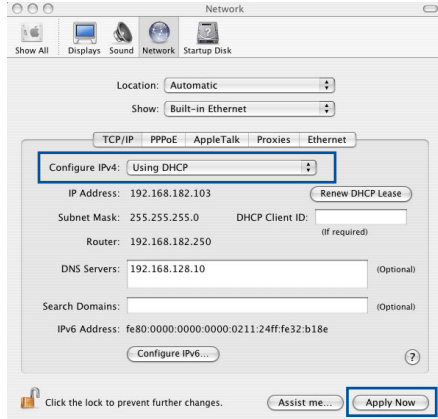 Network
Show All Displays Sound Network Startup Disk
Location: Automatic
Show: Built-in Ethernet
TCP/IP PPPoE AppleTalk Proxies Ethernet
Configure IPv4: Using DHCP
IP Address: 192.168.182.103 Renew DHCP Lease
Subnet Mask: 255.255.255.0 DHCP Client ID:
(If required)
Router: 192.168.182.250
DNS Servers: 192.168.128.10 (Optional)
Search Domains: (Optional)
IPv6 Address: fe80:0000:0000:0000:0211:24ff:fe32:b18e
Configure IPv6... ?
Click the lock to prevent further changes. Assist me... Apply Now